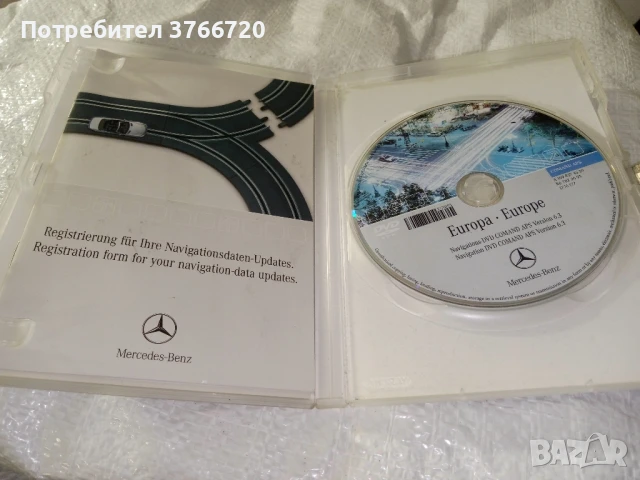 Потребител 3766720
Registrierung für Ihre Navigationsdaten-Updates.
Registration form for your navigation-data updates.
Mercedes-Benz
Europa · Europe
Navigations DVD COMAND APS Version 6.3
Navigation DVD COMAND APS Version 6.3
Mercedes-Benz
BAZAR